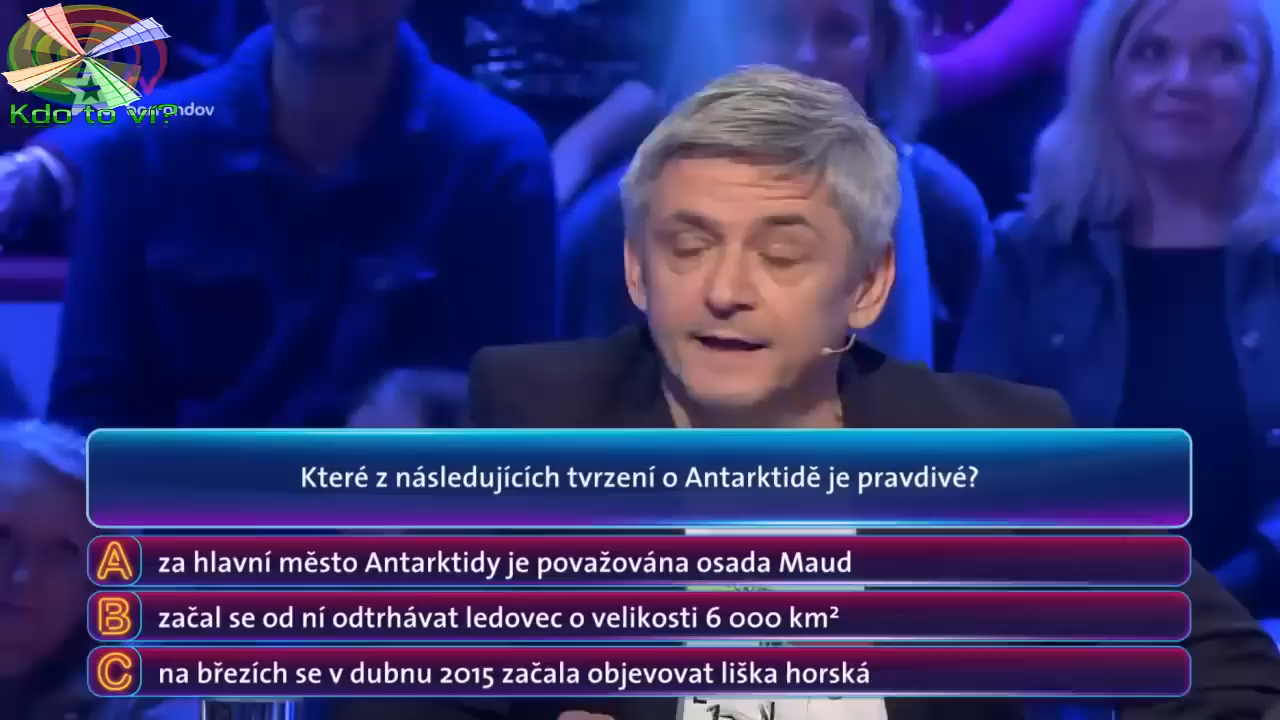 Kdo to ví?
Které z následujících tvrzení o Antarktidě je pravdivé?
A za hlavní město Antarktidy je považována osada Maud
B začal se od ní odtrhávat ledovec o velikosti 6 000 km²
C na březích se v dubnu 2015 začala objevovat liška horská